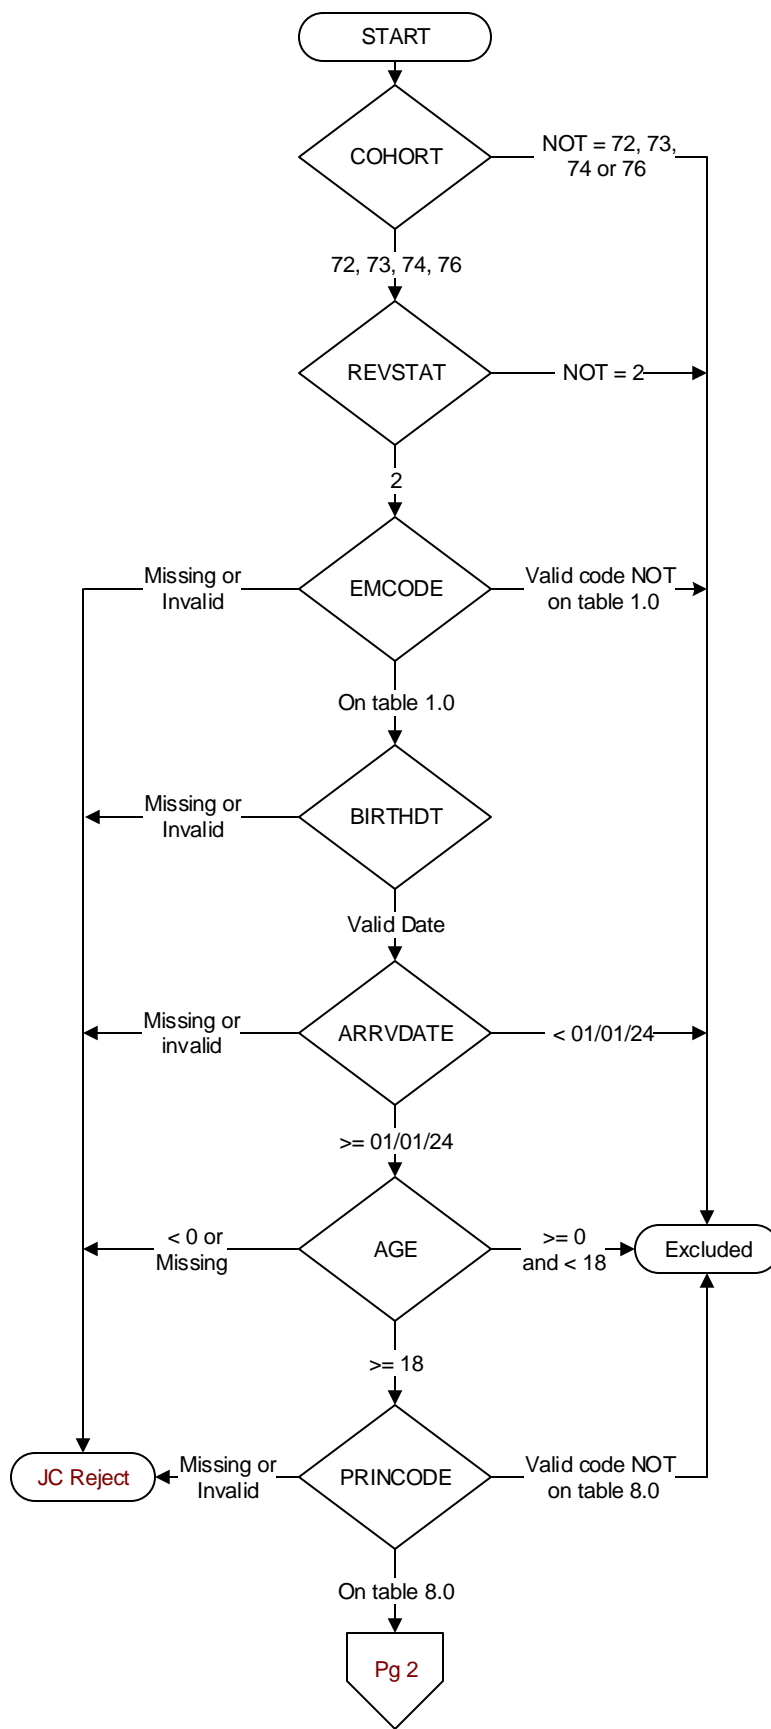 START
COHORT
NOT = 72, 73,
74 or 76
72, 73, 74, 76
REVSTAT
NOT = 2
2
Missing or
Invalid
EMCODE
Valid code NOT
on table 1.0
On table 1.0
Missing or
Invalid
BIRTHDT
Valid Date
Missing or
invalid
ARRVDATE
< 01/01/24
>= 01/01/24
< 0 or
Missing
AGE
>= 0
and < 18
Excluded
>= 18
JC Reject
Missing or
Invalid
PRINCODE
Valid code NOT
on table 8.0
On table 8.0
Pg 2